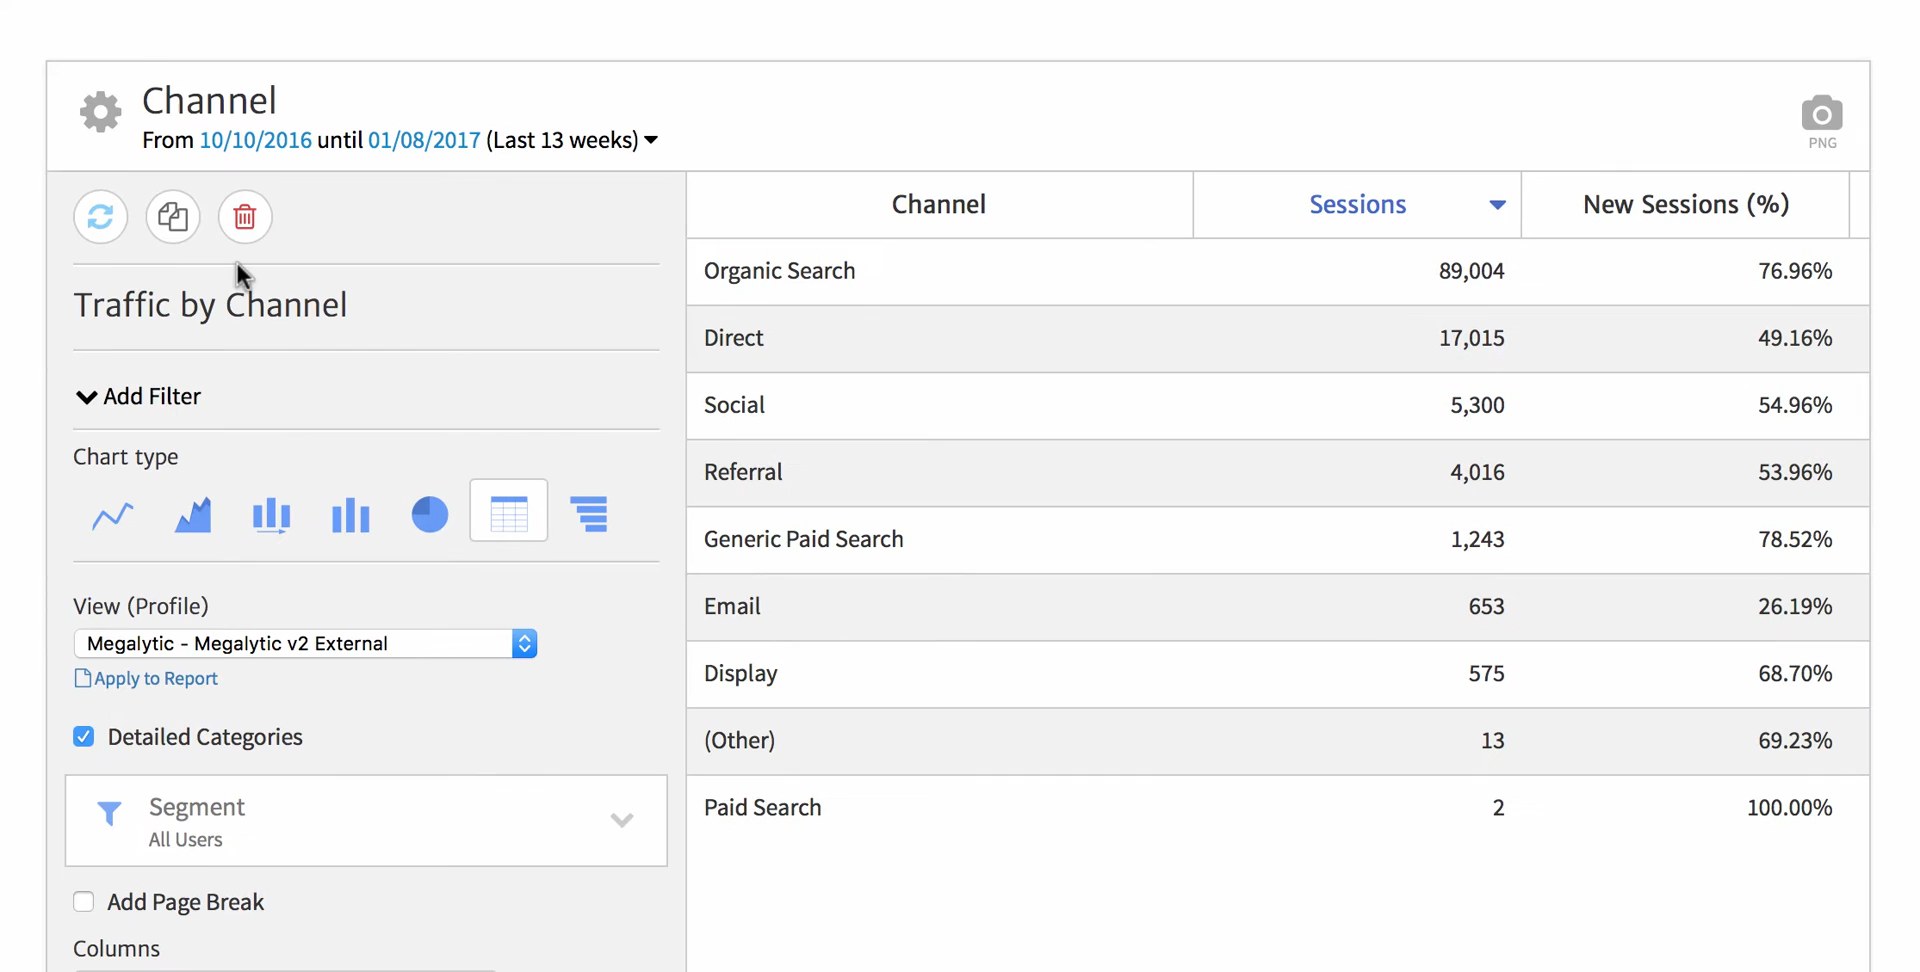 Channel
From 10/10/2016 until 01/08/2017 (Last 13 weeks)
PNG
Traffic by Channel
Add Filter
Chart type
View (Profile)
Megalytic - Megalytic v2 External
Apply to Report
Detailed Categories
Segment
All Users
Add Page Break
Columns
Channel Sessions New Sessions (%)
Organic Search 89,004 76.96%
Direct 17,015 49.16%
Social 5,300 54.96%
Referral 4,016 53.96%
Generic Paid Search 1,243 78.52%
Email 653 26.19%
Display 575 68.70%
(Other) 13 69.23%
Paid Search 2 100.00%